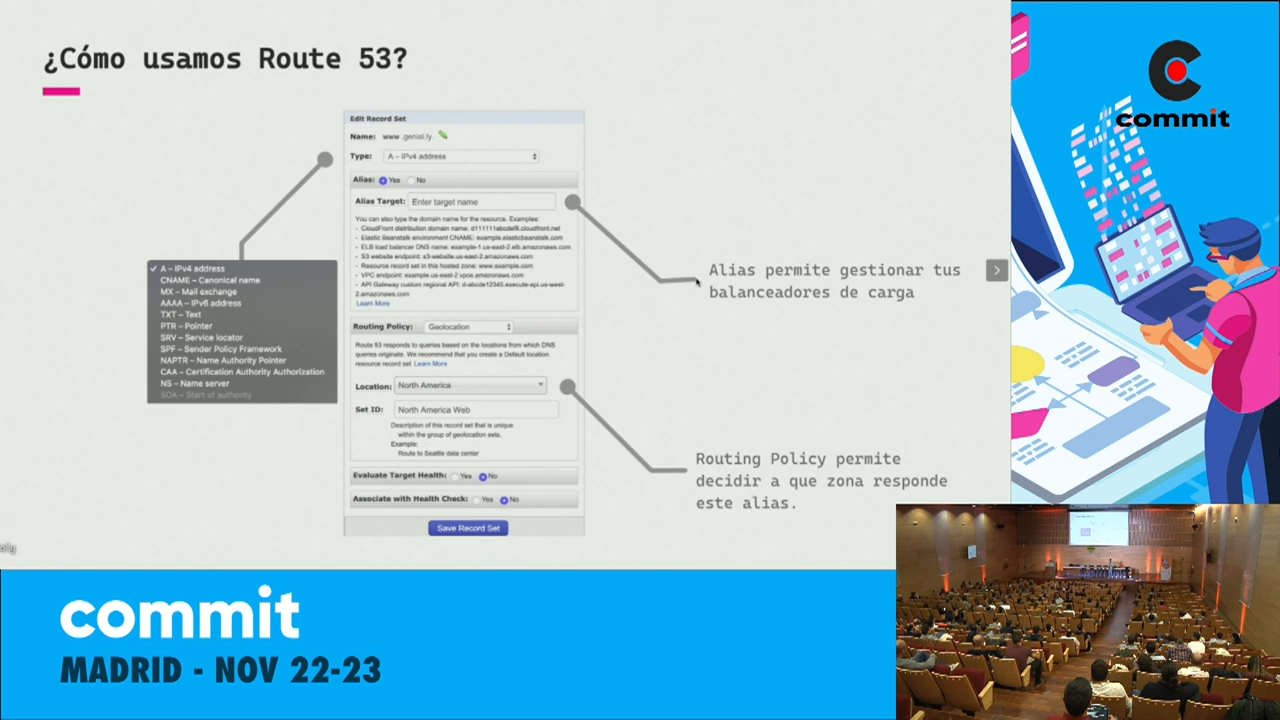 ¿Cómo usamos Route 53?
Edit Record Set
Name: www .genial.ly.
Type: A – IPv4 address
Alias: Yes No
Alias Target: Enter target name
You can also type the domain name for the resource. Examples:
- CloudFront distribution domain name: d111111abcdef8.cloudfront.net
- Elastic Beanstalk environment CNAME: example.elasticbeanstalk.com
- ELB load balancer DNS name: example-1.us-east-2.elb.amazonaws.com
- S3 website endpoint: s3-website.us-east-2.amazonaws.com
- Resource record set in this hosted zone: www.example.com
- VPC endpoint: example.us-east-2.vpce.amazonaws.com
- API Gateway custom regional API: d-abcde12345.execute-api.us-west-
2.amazonaws.com
Learn More
Routing Policy: Geolocation
Route 53 responds to queries based on the locations from which DNS
queries originate. We recommend that you create a Default location
resource record set. Learn More
Location: North America
Set ID: North America Web
Description of this record set that is unique
within the group of geolocation sets.
Example:
Route to Seattle data center
Evaluate Target Health: Yes No
Associate with Health Check: Yes No
Save Record Set
✓ A – IPv4 address
CNAME – Canonical name
MX – Mail exchange
AAAA – IPv6 address
TXT – Text
PTR – Pointer
SRV – Service locator
SPF – Sender Policy Framework
NAPTR – Name Authority Pointer
CAA – Certification Authority Authorization
NS – Name server
SOA – Start of authority
Alias permite gestionar tus
balanceadores de carga
Routing Policy permite
decidir a que zona responde
este alias.
commit
commit
MADRID - NOV 22-23